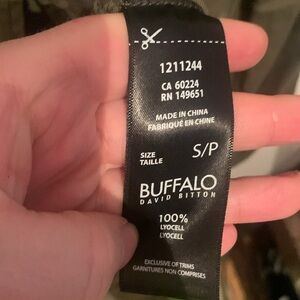 1211244
CA 60224
RN 149651
MADE IN CHINA
FABRIQUÉ EN CHINE
SIZE
TAILLE
S/P
BUFFALO
DAVID BITTON
100%
LYOCELL
LYOCELL
EXCLUSIVE OF TRIMS
GARNITURES NON COMPRISES